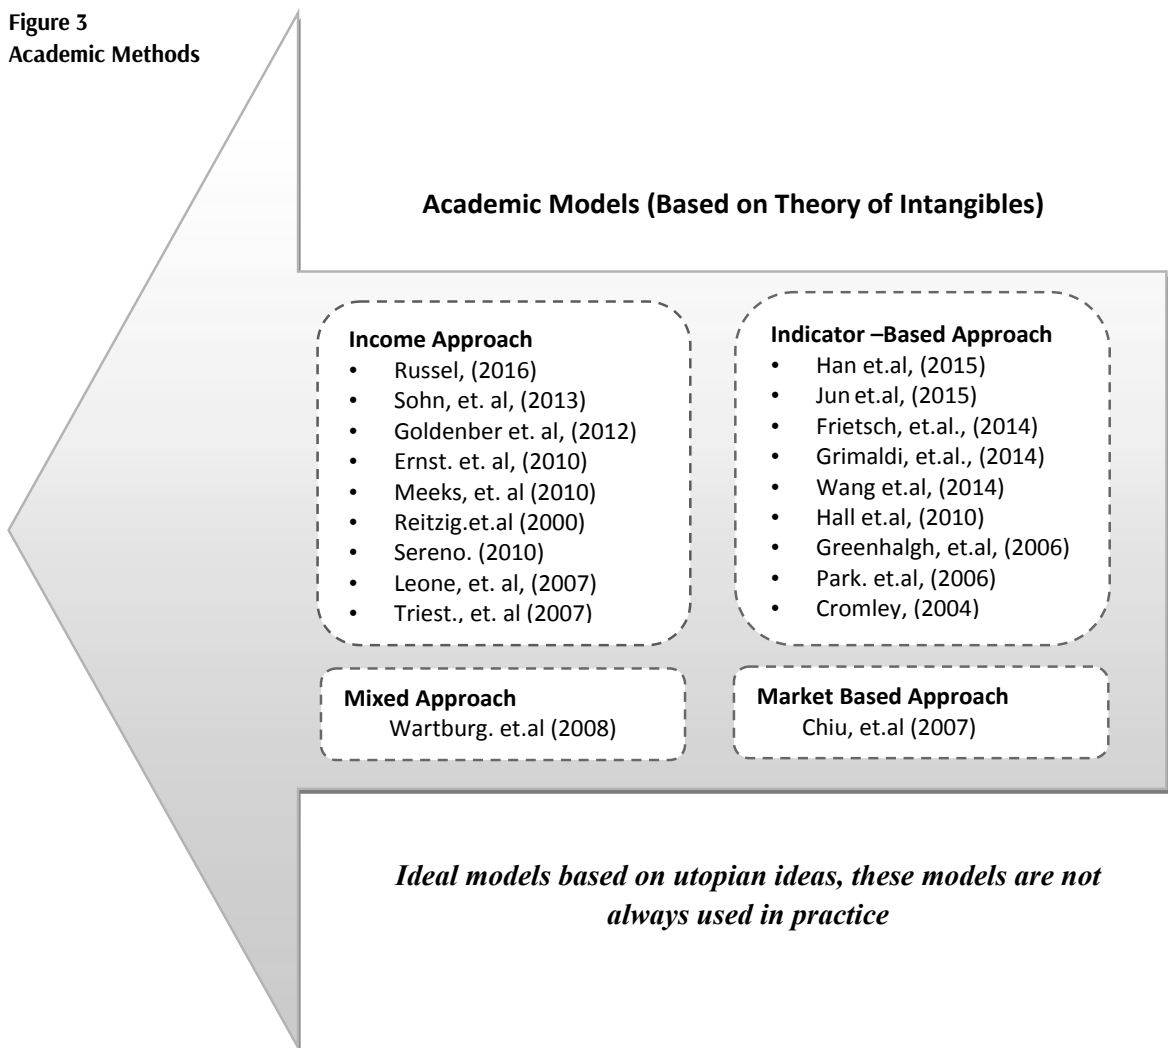 Figure 3
Academic Methods
Academic Models (Based on Theory of Intangibles)
Income Approach
• Russel, (2016)
• Sohn, et. al, (2013)
• Goldenber et. al, (2012)
• Ernst. et. al, (2010)
• Meeks, et. al (2010)
• Reitzig.et.al (2000)
• Sereno. (2010)
• Leone, et. al, (2007)
• Triest., et. al (2007)
Indicator –Based Approach
• Han et.al, (2015)
• Jun et.al, (2015)
• Frietsch, et.al., (2014)
• Grimaldi, et.al., (2014)
• Wang et.al, (2014)
• Hall et.al, (2010)
• Greenhalgh, et.al, (2006)
• Park. et.al, (2006)
• Cromley, (2004)
Mixed Approach
Wartburg. et.al (2008)
Market Based Approach
Chiu, et.al (2007)
Ideal models based on utopian ideas, these models are not
always used in practice